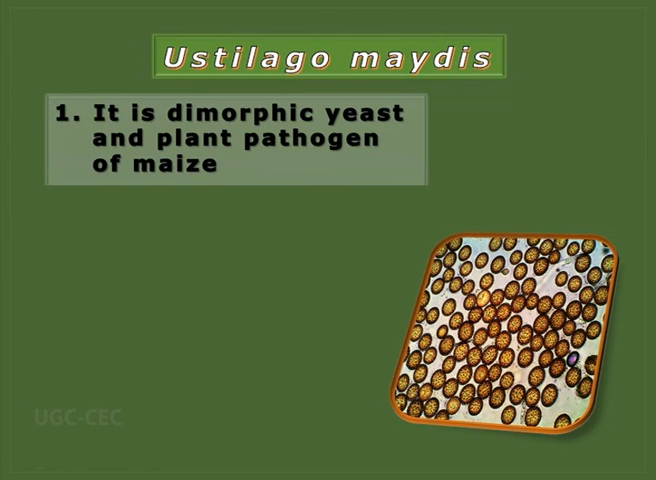 Ustilago maydis
1. It is dimorphic yeast
and plant pathogen
of maize
UGC-CEC